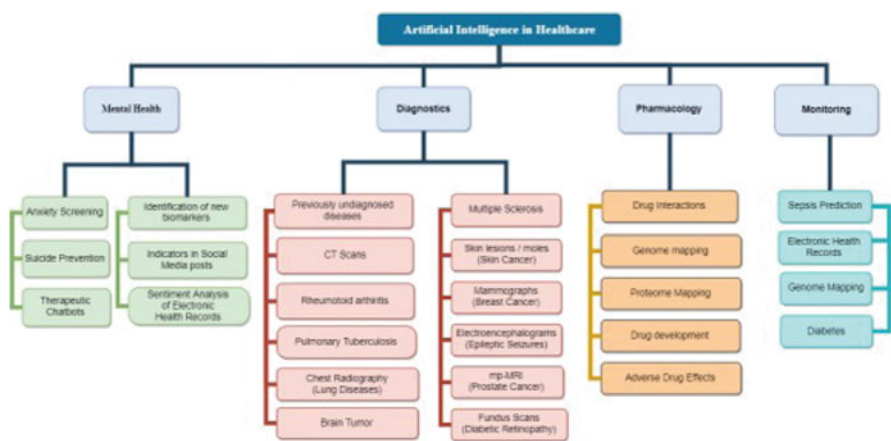 Artificial Intelligence in Healthcare
Mental Health
Diagnostics
Pharmacology
Monitoring
Anxiety Screening
Suicide Prevention
Therapeutic
Chatbots
Identification of new
biomarkers
Indicators in Social
Media posts
Sentiment Analysis
of Electronic
Health Records
Previously undiagnosed
diseases
CT Scans
Rheumotoid arthiritis
Pulmonary Tuberculosis
Chest Radiography
(Lung Diseases)
Brain Tumor
Multiple Sclerosis
Skin lesions / moles
(Skin Cancer)
Mammographs
(Breast Cancer)
Electroencephalograms
(Epileptic Seizures)
mp-MRI
(Prostate Cancer)
Fundus Scans
(Diabetic Retinopathy)
Drug Interactions
Genome mapping
Proteome Mapping
Drug development
Adverse Drug Effects
Sepsis Prediction
Electronic Health
Records
Genome Mapping
Diabetes